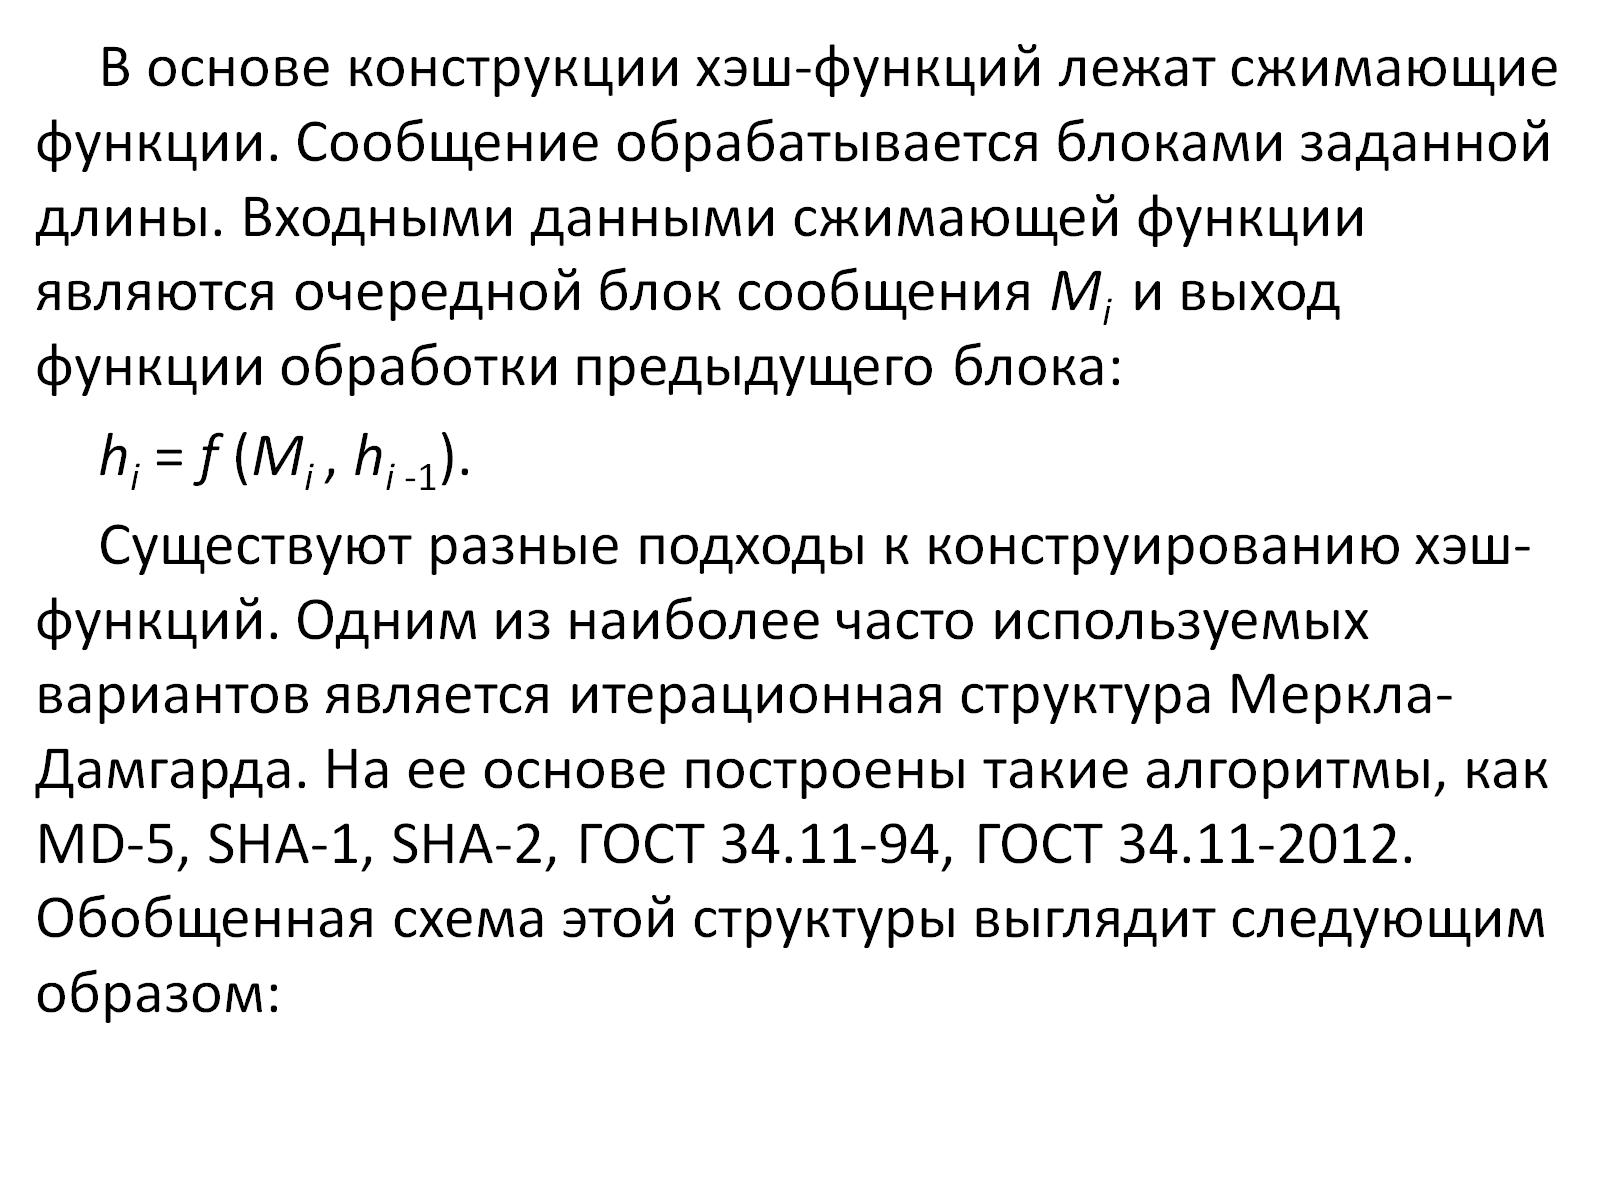 В основе конструкции хэш-функций лежат сжимающие
функции. Сообщение обрабатывается блоками заданной
длины. Входными данными сжимающей функции
являются очередной блок сообщения Mi и выход
функции обработки предыдущего блока:
hi = f (Mi , hi -1).
Существуют разные подходы к конструированию хэш-
функций. Одним из наиболее часто используемых
вариантов является итерационная структура Меркла-
Дамгарда. На ее основе построены такие алгоритмы, как
MD-5, SHA-1, SHA-2, ГОСТ 34.11-94, ГОСТ 34.11-2012.
Обобщенная схема этой структуры выглядит следующим
образом: